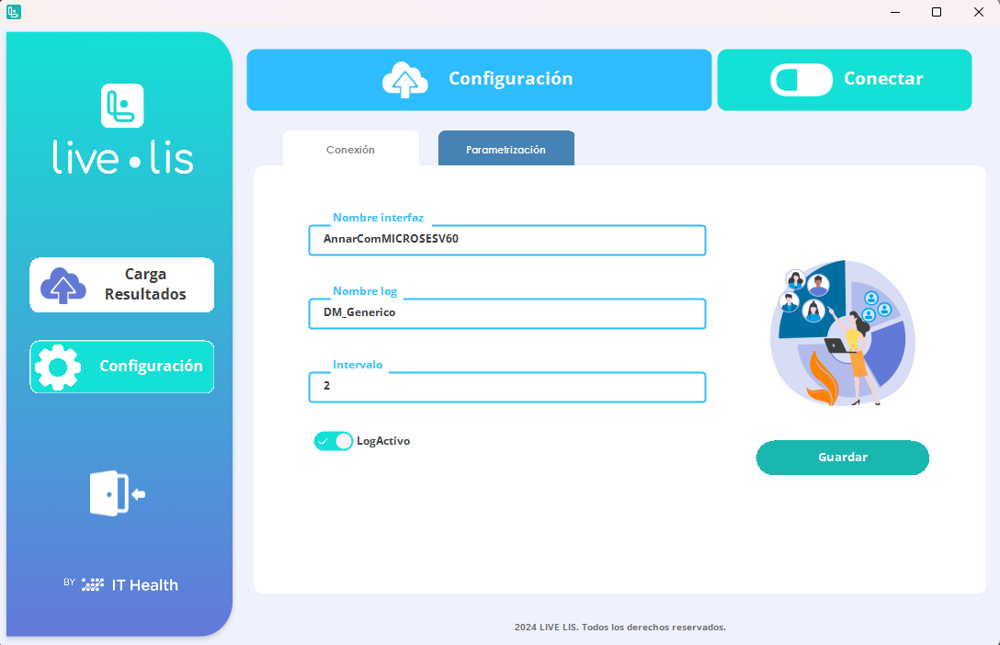 live lis
Carga
Resultados
Configuración
BY IT Health
Configuración
Conectar
Conexión
Parametrización
Nombre interfaz
AnnarComMICROSESV60
Nombre log
DM_Generico
Intervalo
2
LogActivo
Guardar
2024 LIVE LIS. Todos los derechos reservados.